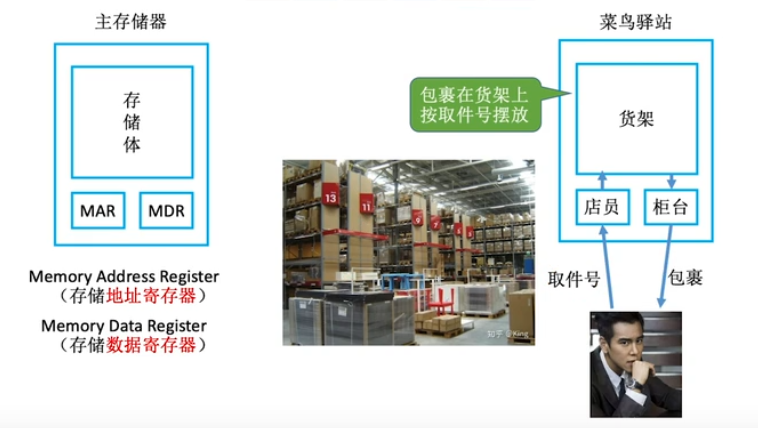 主存储器
存
储
体
MAR
MDR
Memory Address Register
（存储地址寄存器）
Memory Data Register
（存储数据寄存器）
13
11
9
7
知乎 @King
菜鸟驿站
包裹在货架上
按取件号摆放
货架
店员
柜台
取件号
包裹